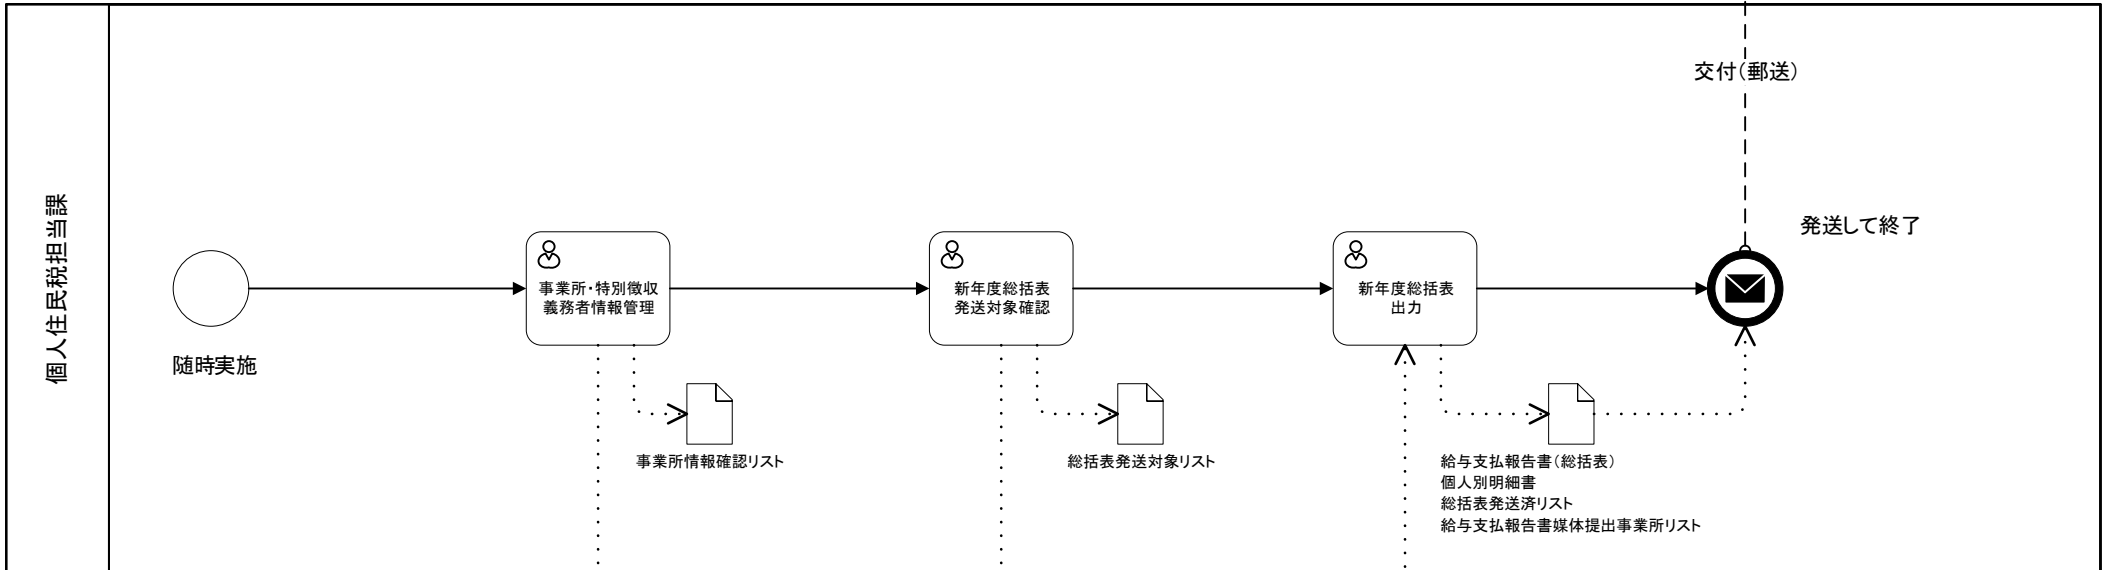 交付(郵送)
個人住民税担当課
発送して終了
随時実施
事業所・特別徴収
義務者情報管理
新年度総括表
発送対象確認
新年度総括表
出力
事業所情報確認リスト
総括表発送対象リスト
給与支払報告書(総括表)
個人別明細書
総括表発送済リスト
給与支払報告書媒体提出事業所リスト